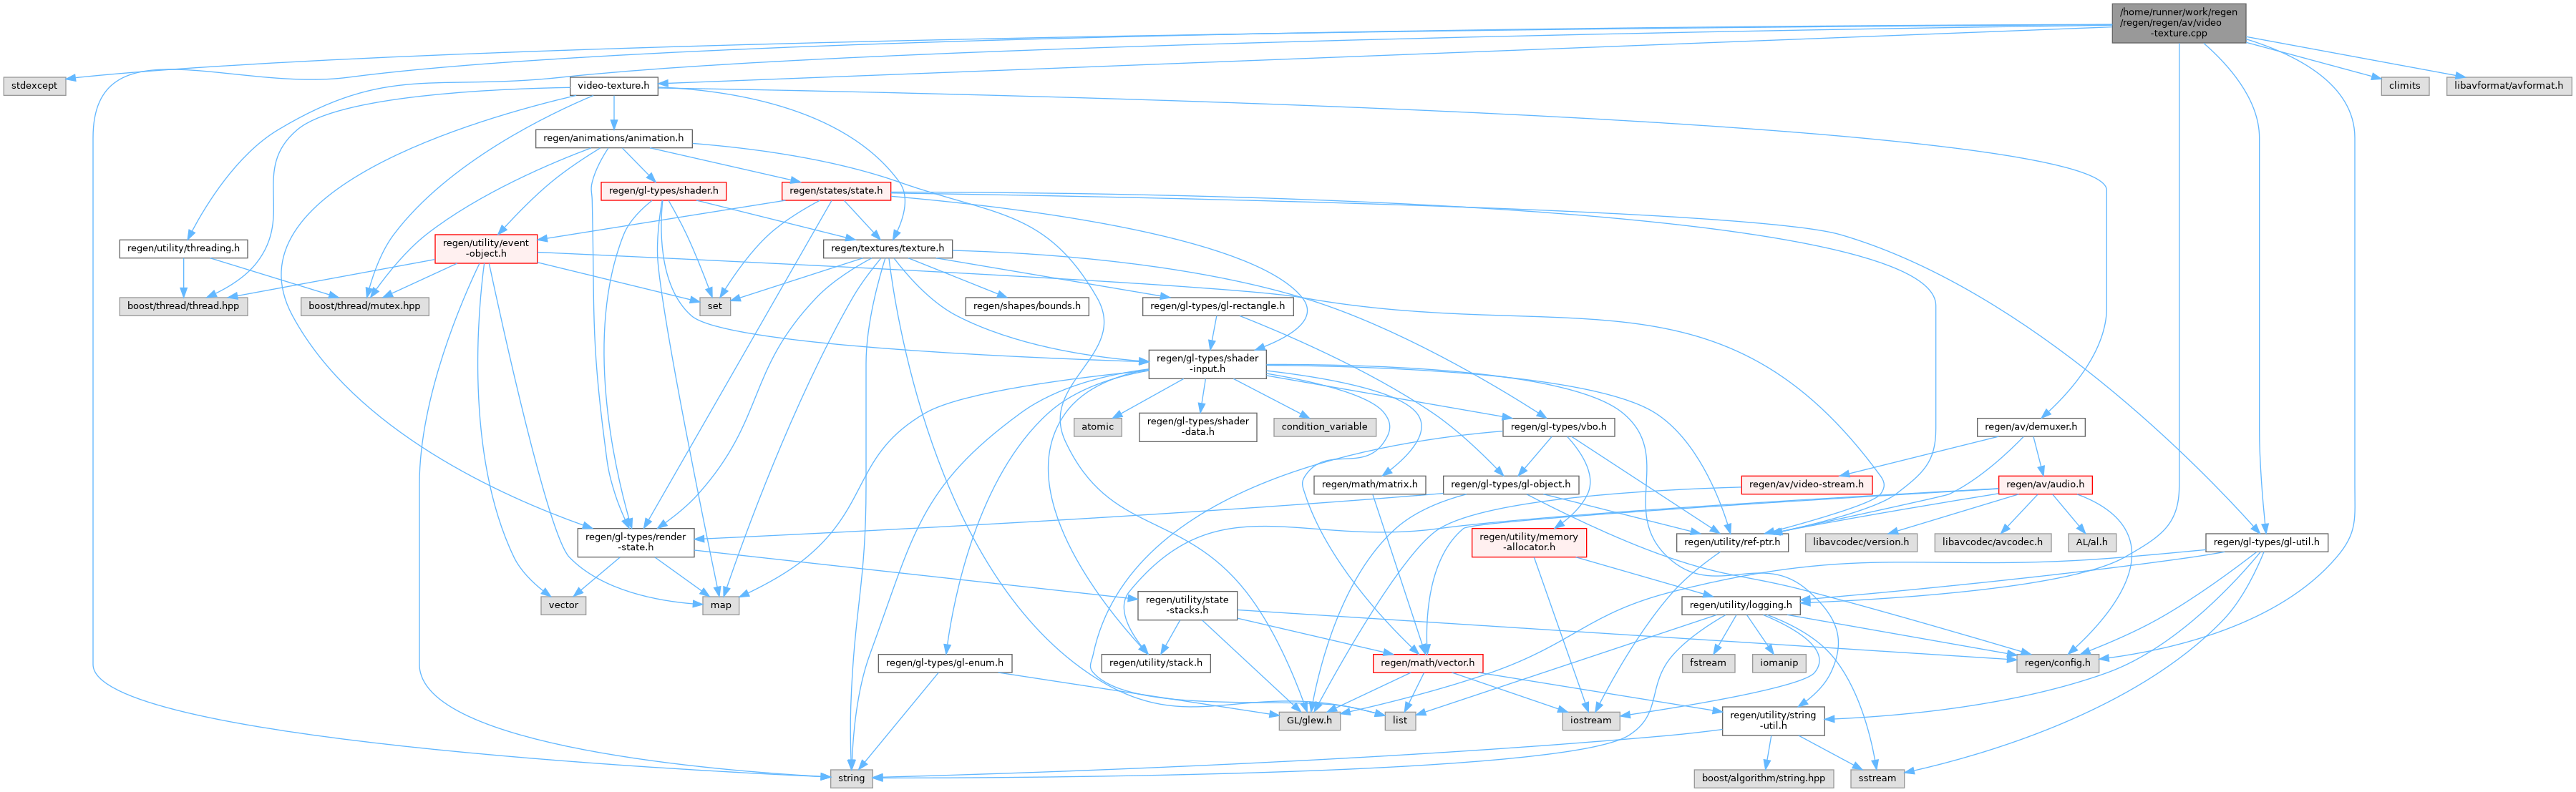 /home/runner/work/regen
/regen/regen/av/video
-texture.cpp
stdexcept
video-texture.h
climits
libavformat/avformat.h
regen/animations/animation.h
regen/gl-types/shader.h
regen/states/state.h
regen/utility/threading.h
regen/utility/event
-object.h
regen/textures/texture.h
boost/thread/thread.hpp
boost/thread/mutex.hpp
set
regen/shapes/bounds.h
regen/gl-types/gl-rectangle.h
regen/gl-types/shader
-input.h
atomic
regen/gl-types/shader
-data.h
condition_variable
regen/gl-types/vbo.h
regen/av/demuxer.h
regen/math/matrix.h
regen/gl-types/gl-object.h
regen/av/video-stream.h
regen/av/audio.h
regen/gl-types/render
-state.h
regen/utility/memory
-allocator.h
regen/utility/ref-ptr.h
libavcodec/version.h
libavcodec/avcodec.h
AL/al.h
regen/gl-types/gl-util.h
vector
map
regen/utility/state
-stacks.h
regen/utility/logging.h
regen/gl-types/gl-enum.h
regen/utility/stack.h
regen/math/vector.h
fstream
iomanip
regen/config.h
GL/glew.h
list
iostream
regen/utility/string
-util.h
string
boost/algorithm/string.hpp
sstream